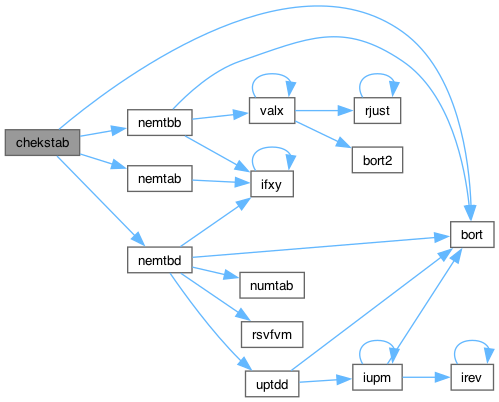 chekstab
nemtbb
nemtab
nemtbd
valx
ifxy
numtab
rsvfvm
uptdd
rjust
bort2
iupm
bort
irev